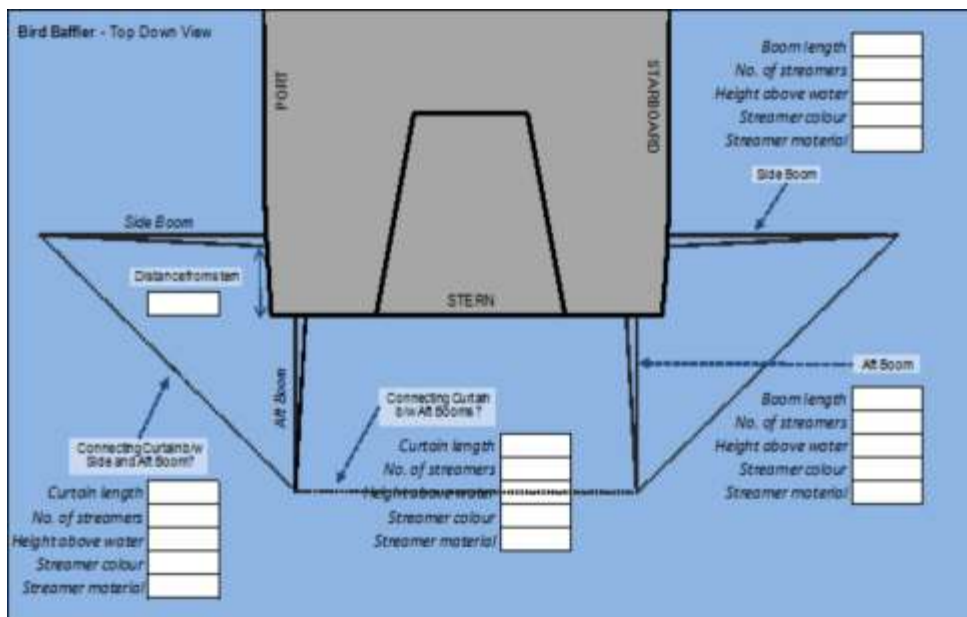 Bird Baffler - Top Down View
PORT
STARBOARD
Boom length
No. of streamers
Height above water
Streamer colour
Streamer material
Side Boom
Side Boom
Distance from stern
STERN
Aft Boom
Aft Boom
Connecting Curtain
b/w Aft Booms?
Boom length
No. of streamers
Height above water
Streamer colour
Streamer material
Curtain length
No. of streamers
Height above water
Streamer colour
Streamer material
Connecting Curtain b/w
Side and Aft Boom?
Curtain length
No. of streamers
Height above water
Streamer colour
Streamer material